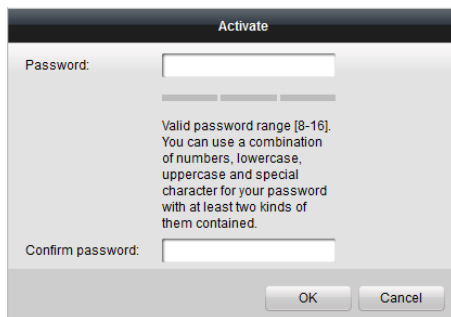 Activate
Password:
Valid password range [8-16].
You can use a combination
of numbers, lowercase,
uppercase and special
character for your password
with at least two kinds of
them contained.
Confirm password:
OK
Cancel